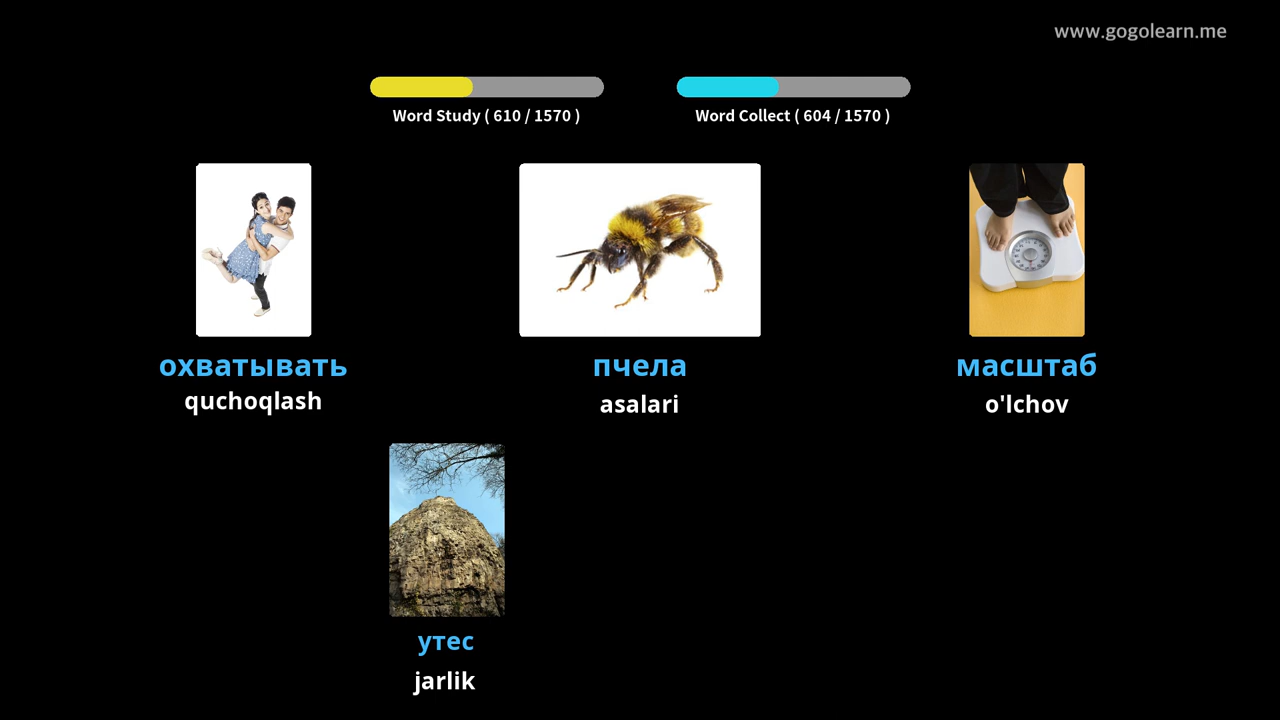 www.gogolearn.me
Word Study ( 610 / 1570 )
Word Collect ( 604 / 1570 )
охватывать
quchoqlash
пчела
asalari
масштаб
o'lchov
утес
jarlik